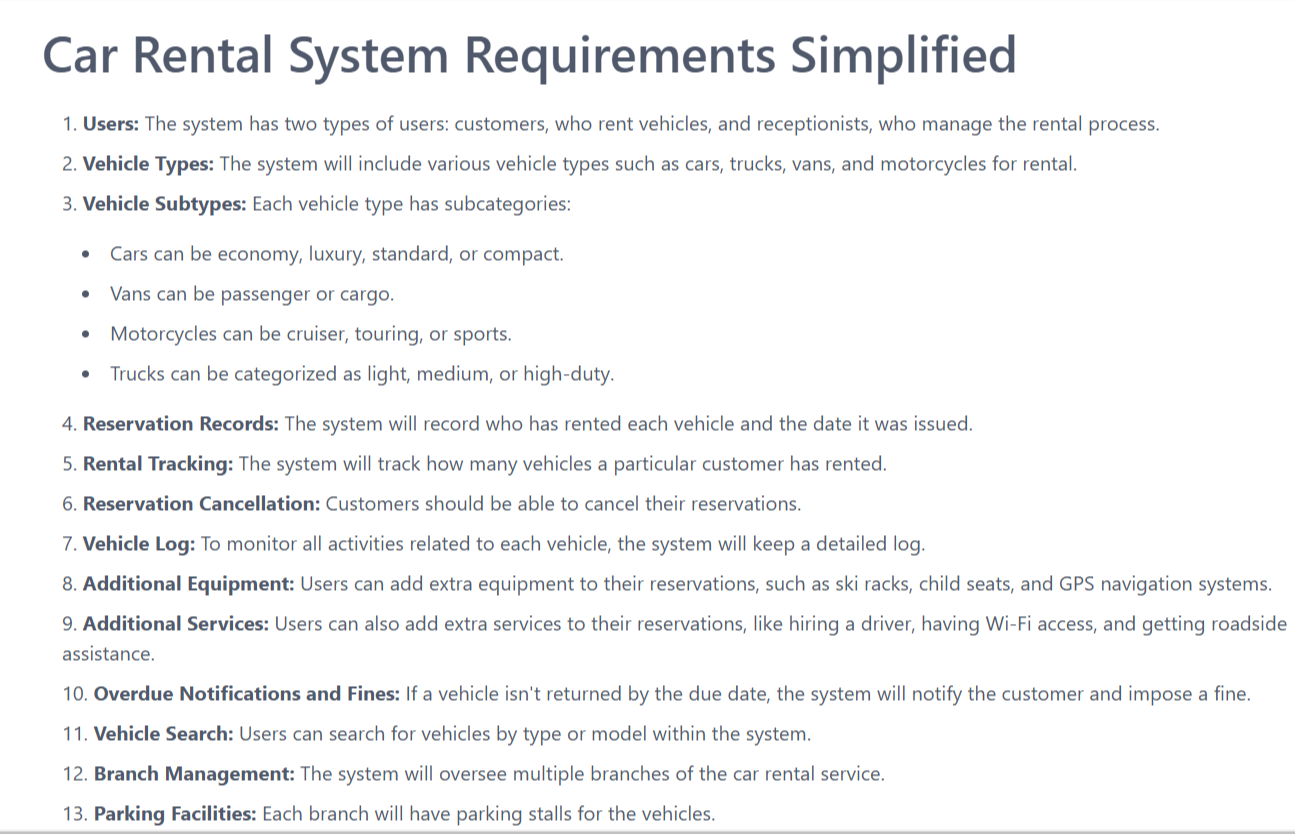 Car Rental System Requirements Simplified
1. Users: The system has two types of users: customers, who rent vehicles, and receptionists, who manage the rental process.
2. Vehicle Types: The system will include various vehicle types such as cars, trucks, vans, and motorcycles for rental.
3. Vehicle Subtypes: Each vehicle type has subcategories:
• Cars can be economy, luxury, standard, or compact.
• Vans can be passenger or cargo.
• Motorcycles can be cruiser, touring, or sports.
• Trucks can be categorized as light, medium, or high-duty.
4. Reservation Records: The system will record who has rented each vehicle and the date it was issued.
5. Rental Tracking: The system will track how many vehicles a particular customer has rented.
6. Reservation Cancellation: Customers should be able to cancel their reservations.
7. Vehicle Log: To monitor all activities related to each vehicle, the system will keep a detailed log.
8. Additional Equipment: Users can add extra equipment to their reservations, such as ski racks, child seats, and GPS navigation systems.
9. Additional Services: Users can also add extra services to their reservations, like hiring a driver, having Wi-Fi access, and getting roadside
assistance.
10. Overdue Notifications and Fines: If a vehicle isn't returned by the due date, the system will notify the customer and impose a fine.
11. Vehicle Search: Users can search for vehicles by type or model within the system.
12. Branch Management: The system will oversee multiple branches of the car rental service.
13. Parking Facilities: Each branch will have parking stalls for the vehicles.